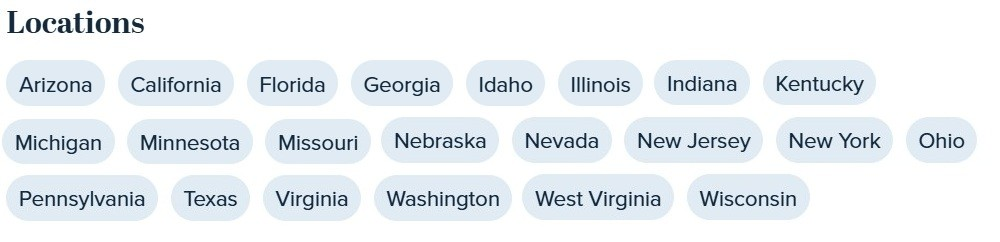 Locations
Arizona California Florida Georgia Idaho Illinois Indiana Kentucky
Michigan Minnesota Missouri Nebraska Nevada New Jersey New York Ohio
Pennsylvania Texas Virginia Washington West Virginia Wisconsin